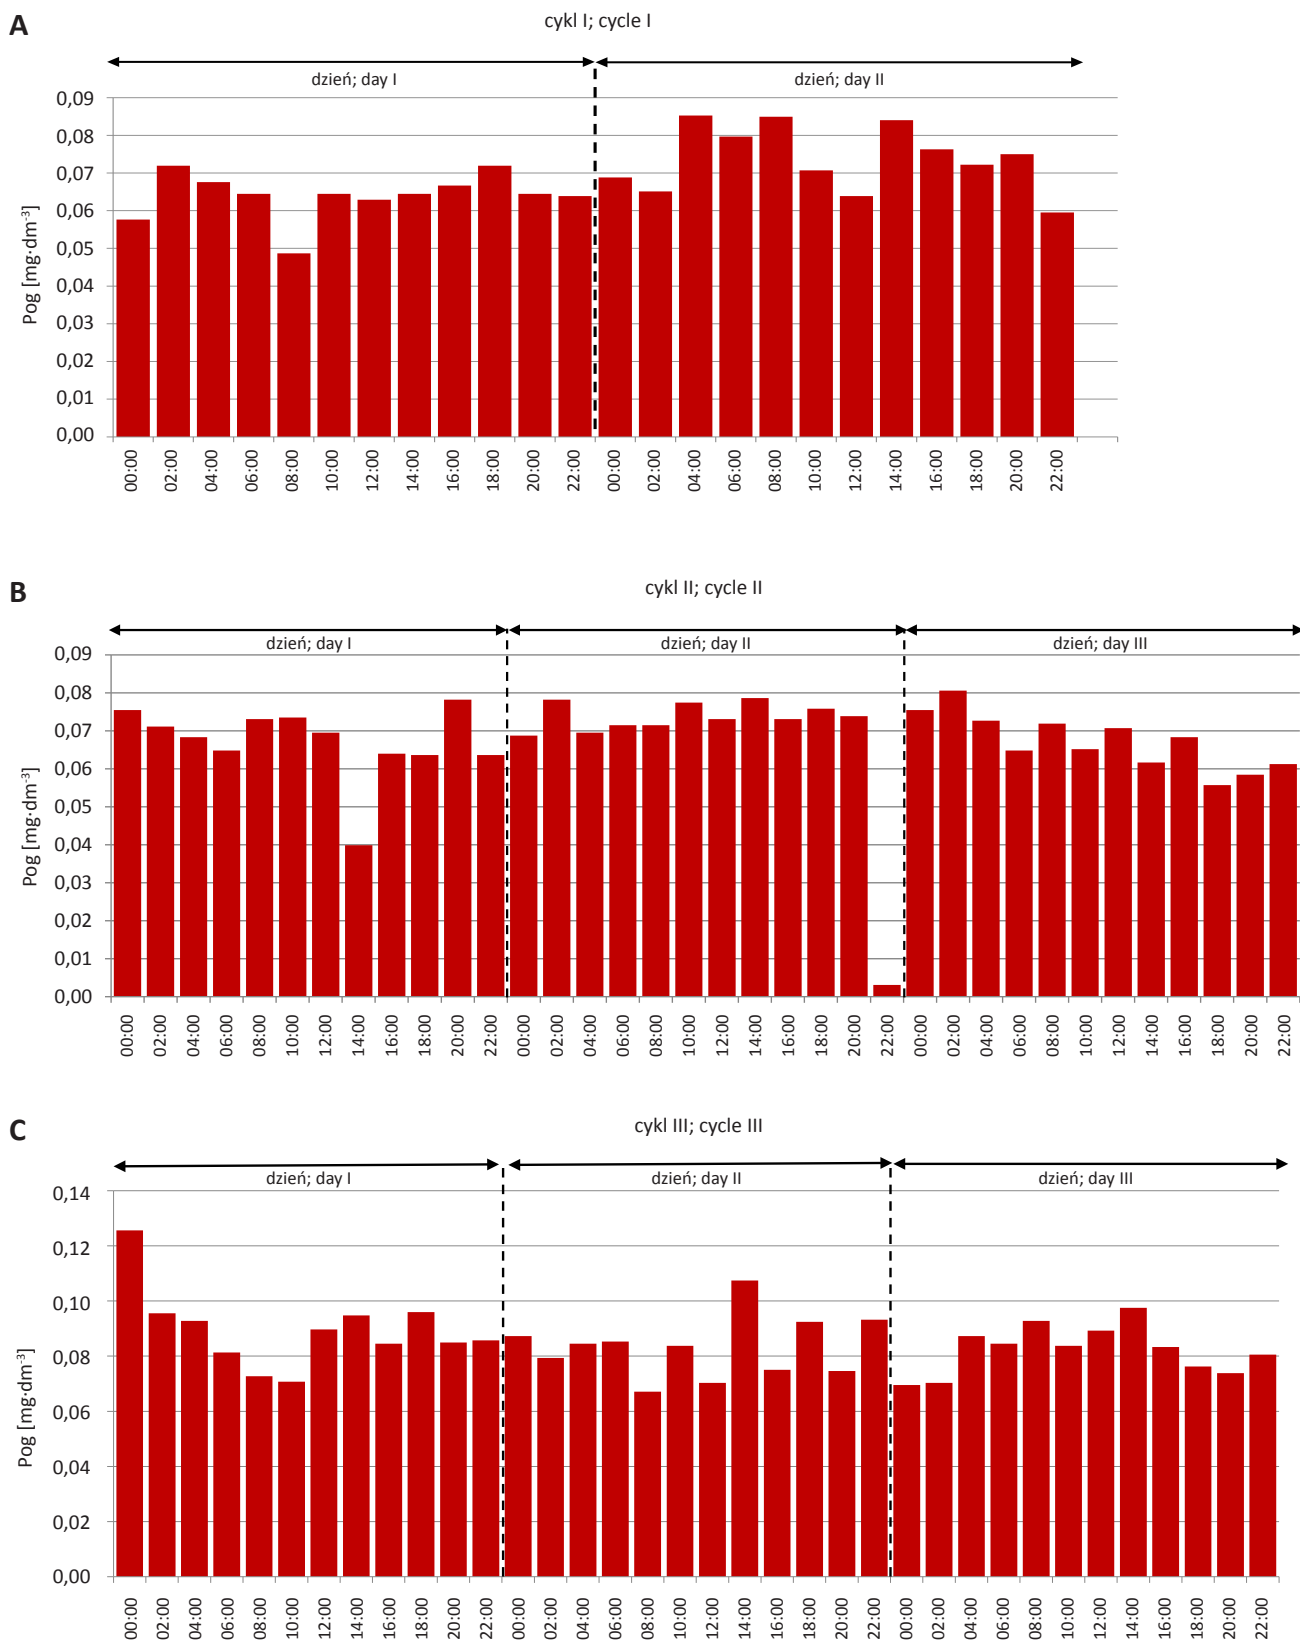 A
cykl I; cycle I
dzień; day I
dzień; day II
0,09
0,08
0,07
0,06
0,05
0,04
0,03
0,02
0,01
0,00
Pog [mg·dm⁻³]
00:00 02:00 04:00 06:00 08:00 10:00 12:00 14:00 16:00 18:00 20:00 22:00 00:00 02:00 04:00 06:00 08:00 10:00 12:00 14:00 16:00 18:00 20:00 22:00
B
cykl II; cycle II
dzień; day I
dzień; day II
dzień; day III
0,09
0,08
0,07
0,06
0,05
0,04
0,03
0,02
0,01
0,00
Pog [mg·dm⁻³]
00:00 02:00 04:00 06:00 08:00 10:00 12:00 14:00 16:00 18:00 20:00 22:00 00:00 02:00 04:00 06:00 08:00 10:00 12:00 14:00 16:00 18:00 20:00 22:00 00:00 02:00 04:00 06:00 08:00 10:00 12:00 14:00 16:00 18:00 20:00 22:00
C
cykl III; cycle III
dzień; day I
dzień; day II
dzień; day III
0,14
0,12
0,10
0,08
0,06
0,04
0,02
0,00
Pog [mg·dm⁻³]
00:00 02:00 04:00 06:00 08:00 10:00 12:00 14:00 16:00 18:00 20:00 22:00 00:00 02:00 04:00 06:00 08:00 10:00 12:00 14:00 16:00 18:00 20:00 22:00 00:00 02:00 04:00 06:00 08:00 10:00 12:00 14:00 16:00 18:00 20:00 22:00